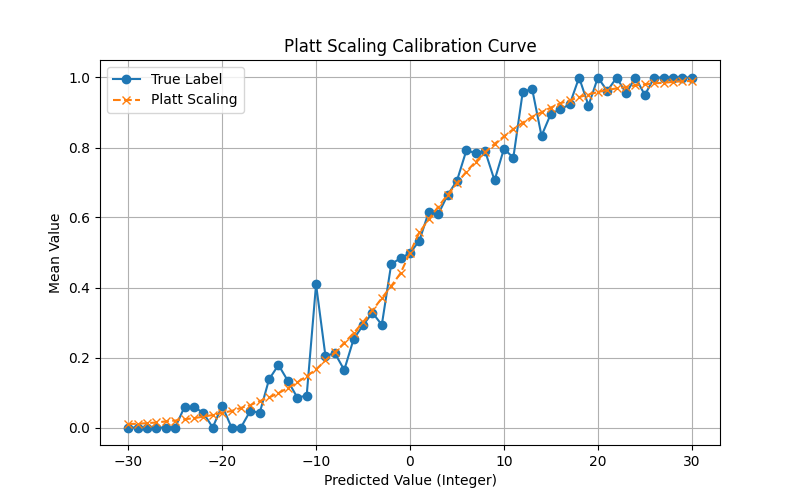 Platt Scaling Calibration Curve
True Label
Platt Scaling
Mean Value
1.0
0.8
0.6
0.4
0.2
0.0
−30
−20
−10
0
10
20
30
Predicted Value (Integer)